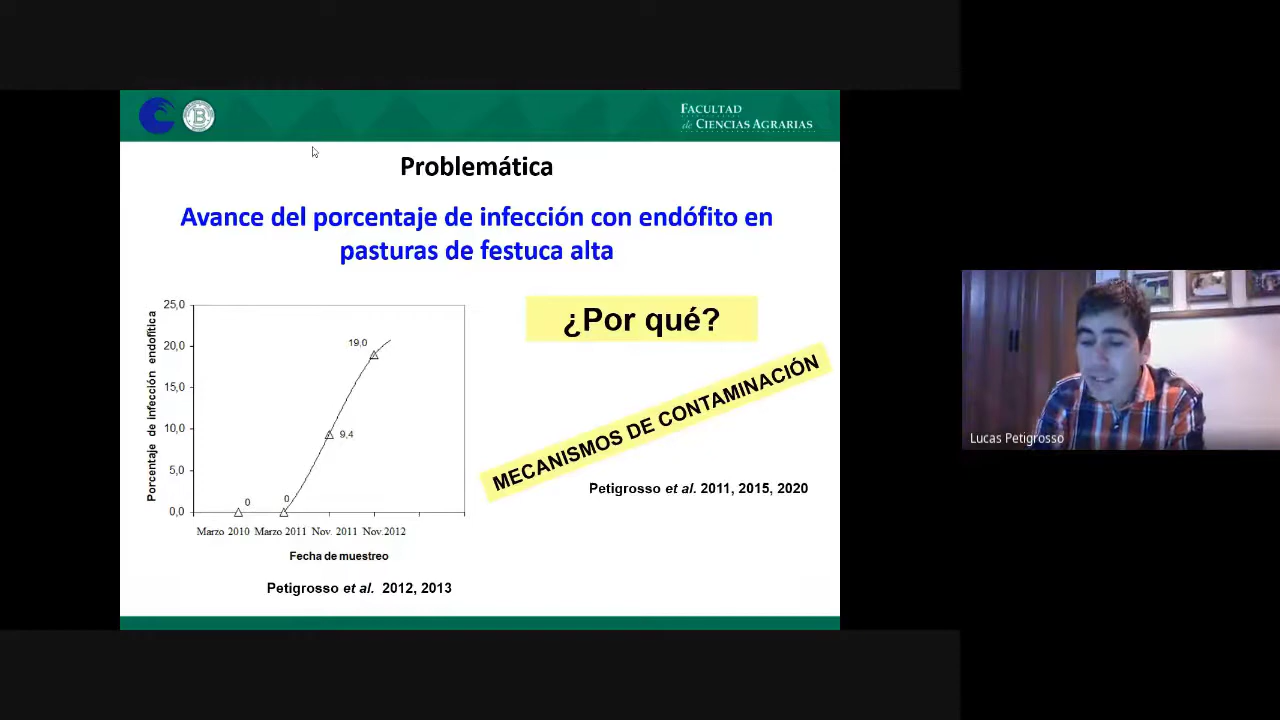 FACULTAD
de CIENCIAS AGRARIAS
Problemática
Avance del porcentaje de infección con endófito en
pasturas de festuca alta
Porcentaje de infección endofítica
25,0
20,0
15,0
10,0
5,0
0,0
0
0
9,4
19,0
Marzo 2010
Marzo 2011
Nov. 2011
Nov.2012
Fecha de muestreo
Petigrosso et al. 2012, 2013
¿Por qué?
MECANISMOS DE CONTAMINACIÓN
Petigrosso et al. 2011, 2015, 2020
Lucas Petigrosso